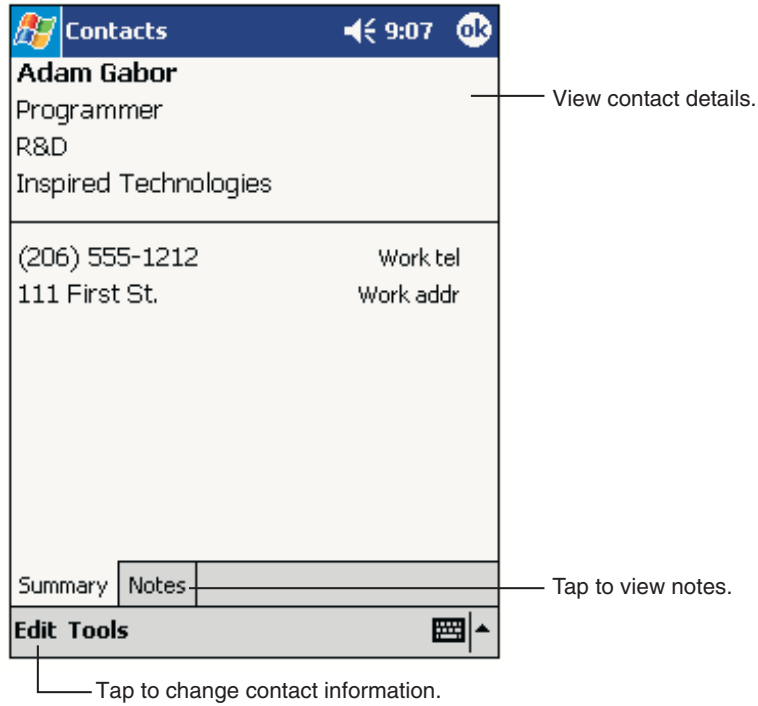 Contacts 9:07 ok
Adam Gabor
Programmer
R&D
Inspired Technologies
View contact details.
(206) 555-1212 Work tel
111 First St. Work addr
Summary Notes
Tap to view notes.
Edit Tools
Tap to change contact information.